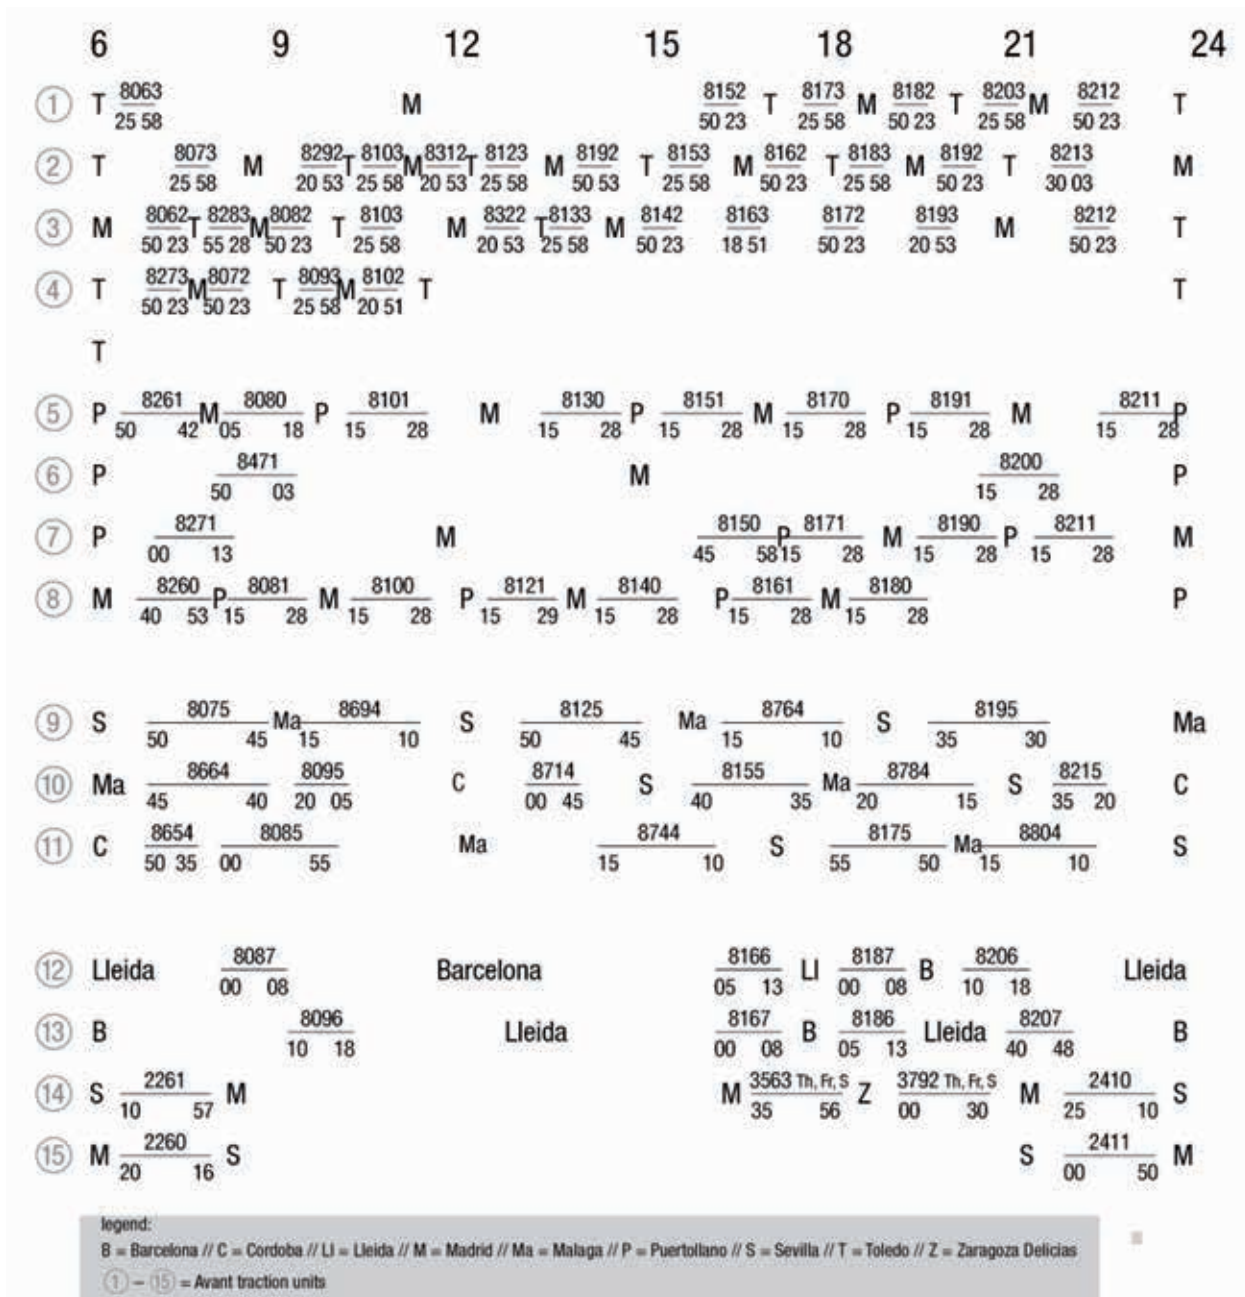 6 9 12 15 18 21 24
1 T 8063 M 8152 T 8173 M 8182 T 8203 M 8212 T
25 58 50 23 25 58 50 23 25 58 50 23
2 T 8073 M 8292 T 8103 M 8312 T 8123 M 8192 T 8153 M 8162 T 8183 M 8192 T 8213 M
25 58 20 53 25 58 20 53 25 58 50 53 25 58 50 23 25 58 50 23 30 03
3 M 8062 T 8283 M 8082 T 8103 M 8322 T 8133 M 8142 8163 8172 8193 M 8212 T
50 23 55 28 50 23 25 58 20 53 25 58 50 23 18 51 50 23 20 53 50 23
4 T 8273 M 8072 T 8093 M 8102 T T
50 23 50 23 25 58 20 51
T
5 P 8261 M 8080 P 8101 M 8130 P 8151 M 8170 P 8191 M 8211 P
50 42 05 18 15 28 15 28 15 28 15 28 15 28 15 28
6 P 8471 M 8200 P
50 03 15 28
7 P 8271 M 8150 P 8171 M 8190 P 8211 M
00 13 45 58 15 28 15 28 15 28
8 M 8260 P 8081 M 8100 P 8121 M 8140 P 8161 M 8180 P
40 53 15 28 15 28 15 29 15 28 15 28 15 28
9 S 8075 Ma 8694 S 8125 Ma 8764 S 8195 Ma
50 45 15 10 50 45 15 10 35 30
10 Ma 8664 8095 C 8714 S 8155 Ma 8784 S 8215 C
45 40 20 05 00 45 40 35 20 15 35 20
11 C 8654 8085 Ma 8744 S 8175 Ma 8804 S
50 35 00 55 15 10 55 50 15 10
12 Lleida 8087 Barcelona 8166 Ll 8187 B 8206 Lleida
00 08 05 13 00 08 10 18
13 B 8096 Lleida 8167 B 8186 Lleida 8207 B
10 18 00 08 05 13 40 48
14 S 2261 M M 3563 Th, Fr, S Z 3792 Th, Fr, S M 2410 S
10 57 35 56 00 30 25 10
15 M 2260 S S 2411 M
20 16 00 50
legend:
B = Barcelona // C = Cordoba // Ll = Lleida // M = Madrid // Ma = Malaga // P = Puertollano // S = Sevilla // T = Toledo // Z = Zaragoza Delicias
1 – 15 = Avant traction units